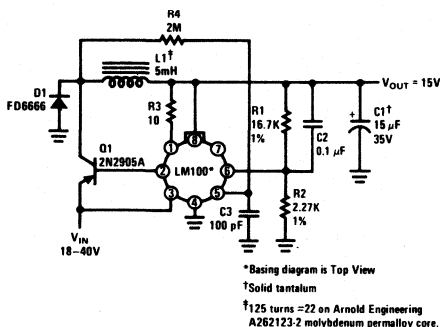 R4
2M
L1‡
5mH
D1
FD6666
R3
10
VOUT = 15V
R1
16.7K
1%
C2
0.1 µF
C1†
15 µF
35V
+
Q1
2N2905A
1
8
7
2
LM100*
6
3
4
5
C3
100 pF
R2
2.27K
1%
VIN
18-40V
*Basing diagram is Top View
†Solid tantalum
‡125 turns =22 on Arnold Engineering
A262123-2 molybdenum permalloy core.